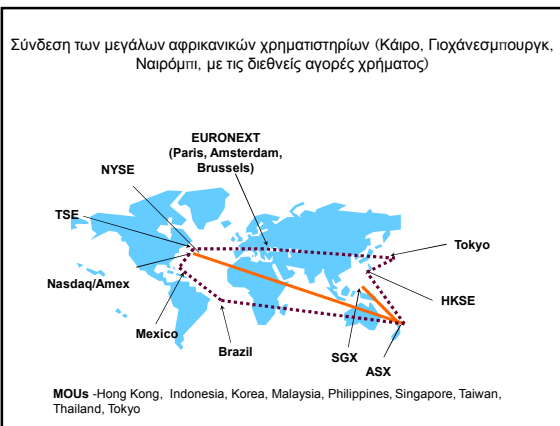 Σύνδεση των μεγάλων αφρικανικών χρηματιστηρίων (Κάιρο, Γιοχάνεσμπουργκ,
Ναιρόμπι, με τις διεθνείς αγορές χρήματος)
EURONEXT
(Paris, Amsterdam,
Brussels)
NYSE
TSE
Tokyo
Nasdaq/Amex
HKSE
Mexico
Brazil
SGX
ASX
MOUs -Hong Kong, Indonesia, Korea, Malaysia, Philippines, Singapore, Taiwan,
Thailand, Tokyo